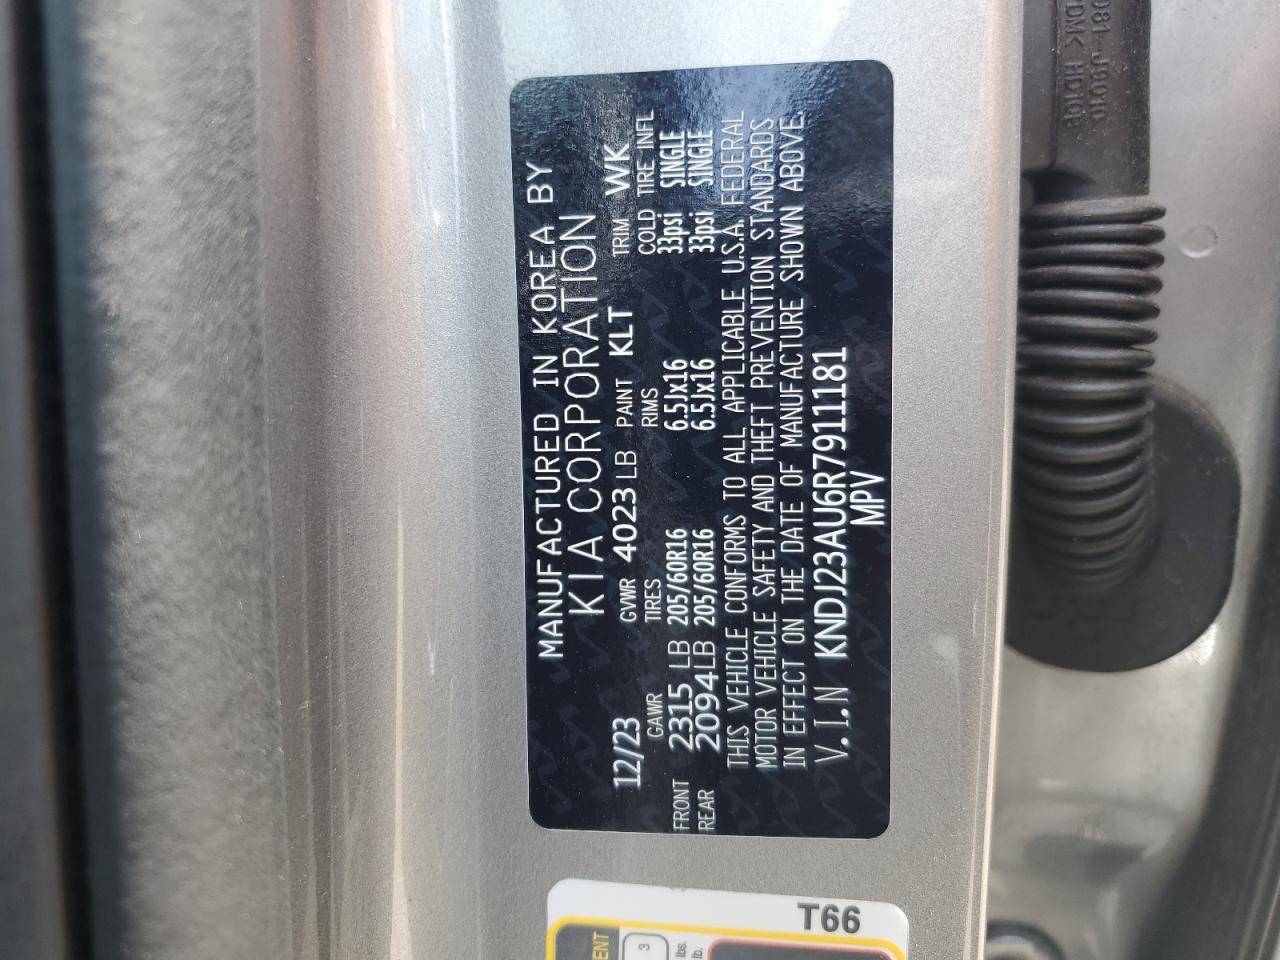 MANUFACTURED IN KOREA BY
KIA CORPORATION
12/23 GVWR 4023 LB PAINT KLT TRIM WK
GAWR TIRES RIMS COLD TIRE INFL
FRONT 2315 LB 205/60R16 6.5Jx16 33psi SINGLE
REAR 2094LB 205/60R16 6.5Jx16 33psi SINGLE
THIS VEHICLE CONFORMS TO ALL APPLICABLE U.S.A. FEDERAL
MOTOR VEHICLE SAFETY AND THEFT PREVENTION STANDARDS
IN EFFECT ON THE DATE OF MANUFACTURE SHOWN ABOVE.
V.I.N KNDJ23AU6R7911181
MPV
T66
3
lbs.
lb.